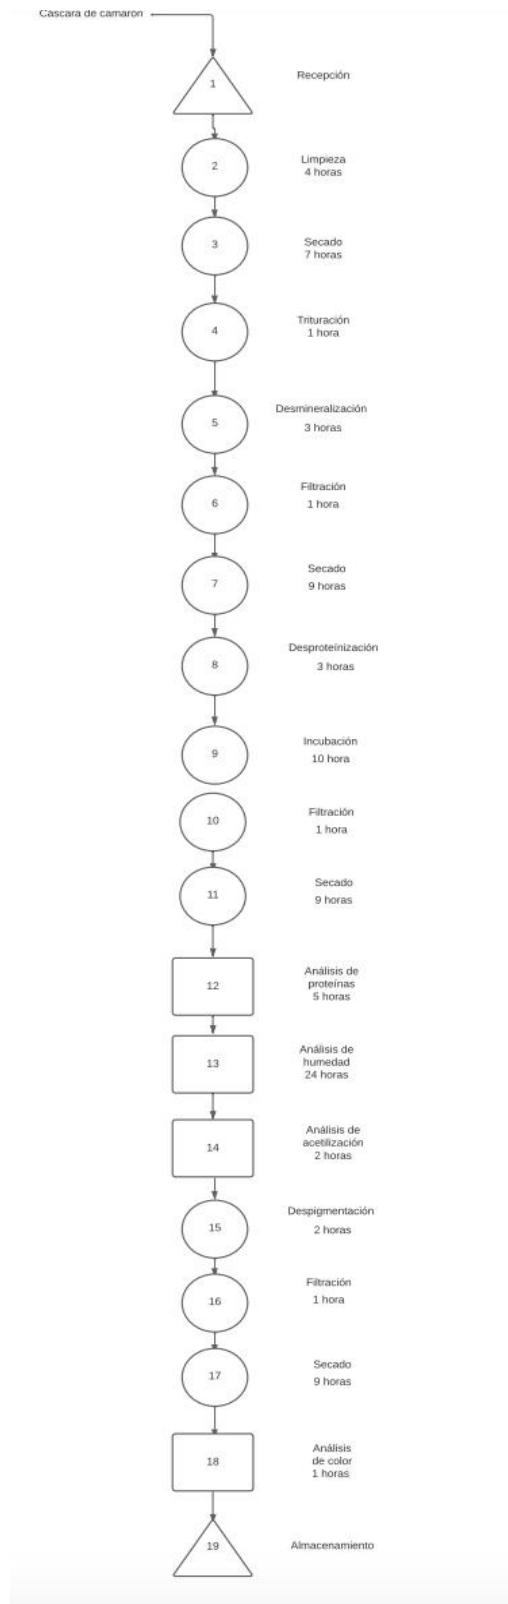 Cáscara de camarón
1
Recepción
2
Limpieza
4 horas
3
Secado
7 horas
4
Trituración
1 hora
5
Desmineralización
3 horas
6
Filtración
1 hora
7
Secado
9 horas
8
Desproteínización
3 horas
9
Incubación
10 hora
10
Filtración
1 hora
11
Secado
9 horas
12
Análisis de
proteínas
5 horas
13
Análisis de
humedad
24 horas
14
Análisis de
acetilización
2 horas
15
Despigmentación
2 horas
16
Filtración
1 hora
17
Secado
9 horas
18
Análisis
de color
1 horas
19
Almacenamiento